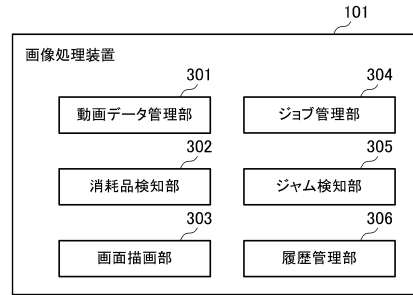 101
画像処理装置
301
304
動画データ管理部
ジョブ管理部
302
305
消耗品検知部
ジャム検知部
303
306
画面描画部
履歴管理部